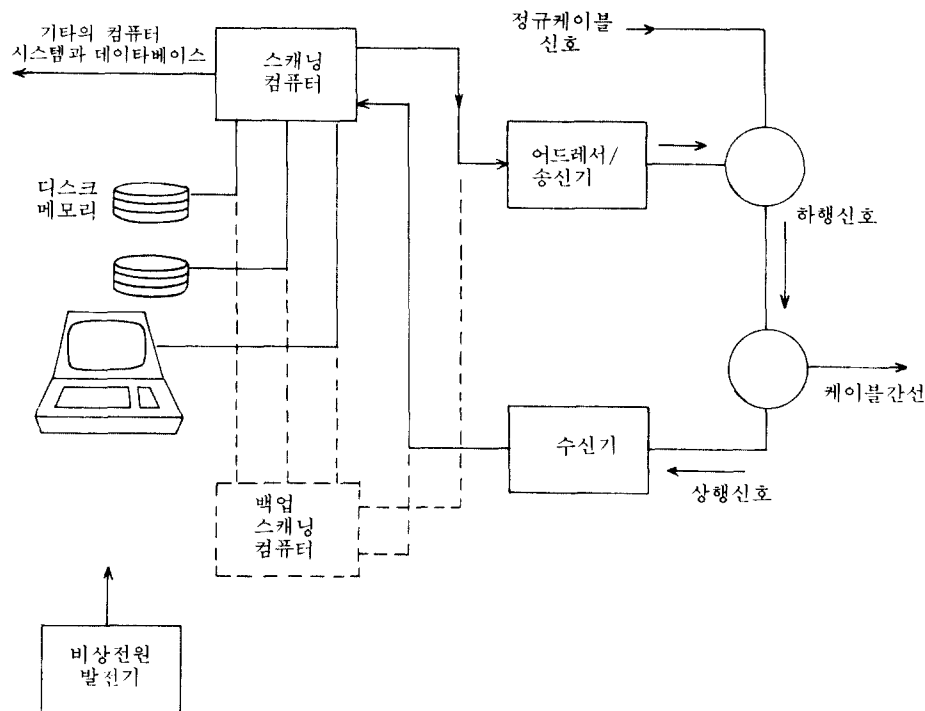 기타의 컴퓨터
시스템과 데이타베이스
스캐닝
컴퓨터
정규케이블
신호
어드레서/
송신기
디스크
메모리
하행신호
케이블간선
수신기
상행신호
백업
스캐닝
컴퓨터
비상전원
발전기